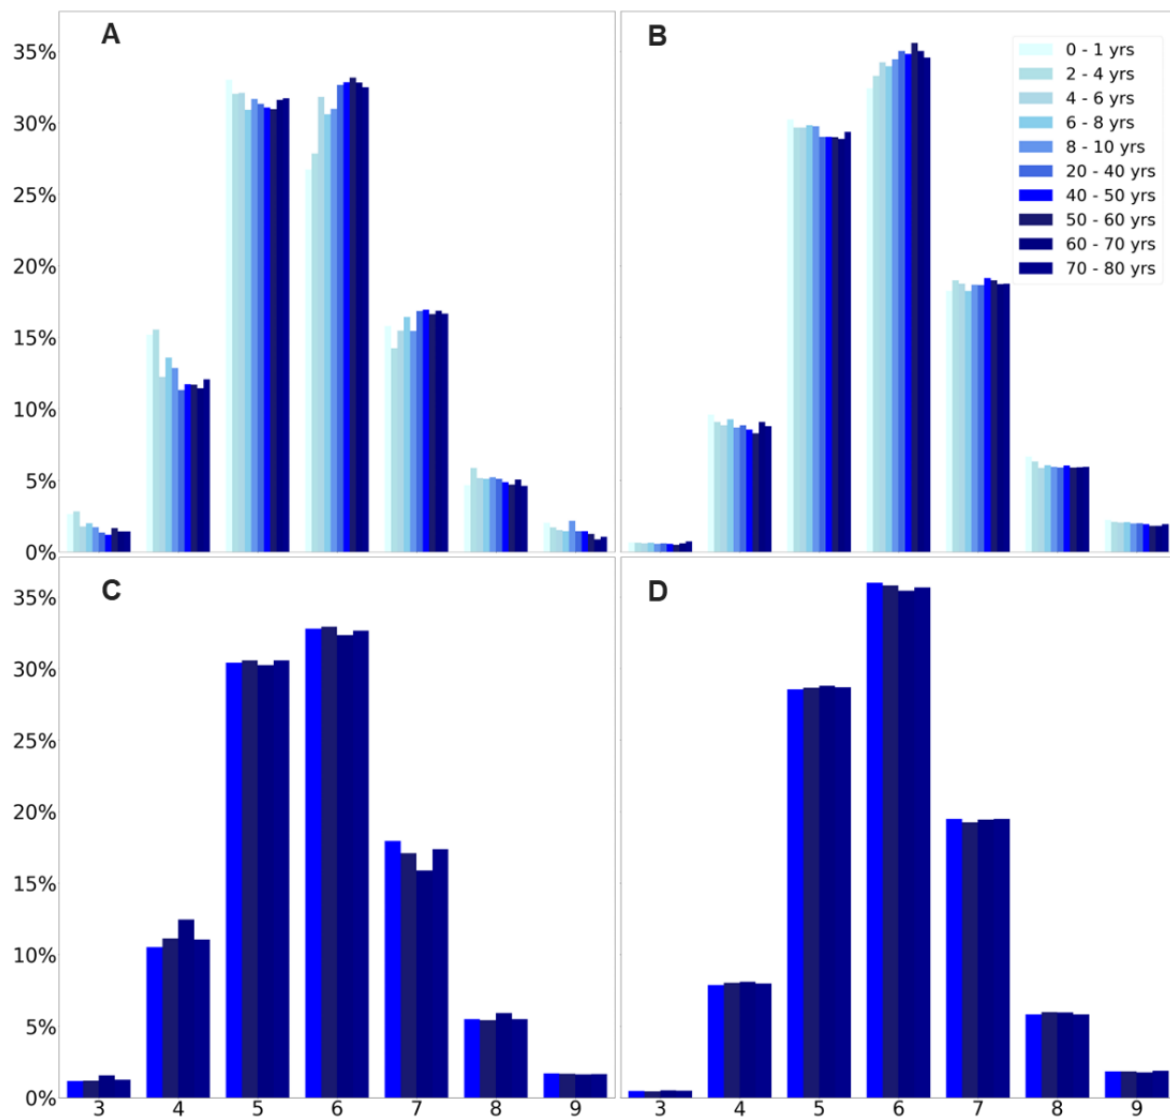 A
B
35%
30%
25%
20%
15%
10%
5%
0%
0 - 1 yrs
2 - 4 yrs
4 - 6 yrs
6 - 8 yrs
8 - 10 yrs
20 - 40 yrs
40 - 50 yrs
50 - 60 yrs
60 - 70 yrs
70 - 80 yrs
C
D
35%
30%
25%
20%
15%
10%
5%
0%
3 4 5 6 7 8 9
3 4 5 6 7 8 9